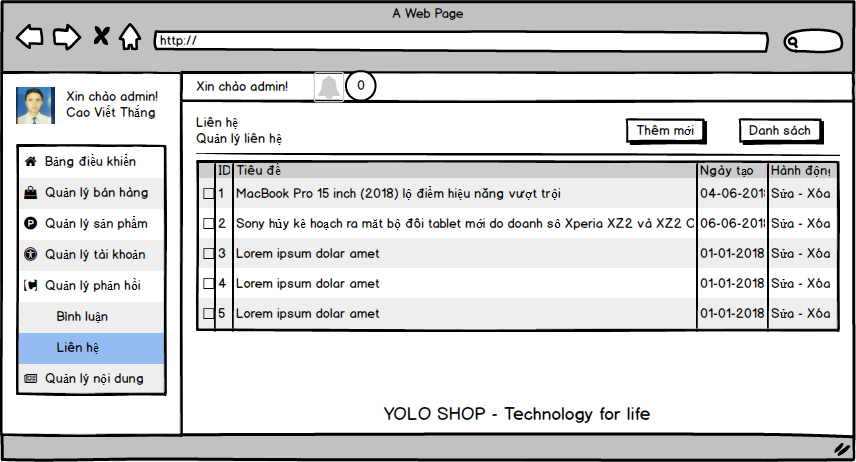 A Web Page
http://
Xin chào admin!
Cao Viết Thắng
Bảng điều khiển
Quản lý bán hàng
Quản lý sản phẩm
Quản lý tài khoản
Quản lý phản hồi
Bình luận
Liên hệ
Quản lý nội dung
Xin chào admin! 0
Liên hệ
Quản lý liên hệ
Thêm mới Danh sách
ID Tiêu đề Ngày tạo Hành động
1 MacBook Pro 15 inch (2018) lộ điểm hiệu năng vượt trội 04-06-2018 Sửa - Xóa
2 Sony hủy kế hoạch ra mắt bộ đôi tablet mới do doanh số Xperia XZ2 và XZ2 C 06-06-2018 Sửa - Xóa
3 Lorem ipsum dolar amet 01-01-2018 Sửa - Xóa
4 Lorem ipsum dolar amet 01-01-2018 Sửa - Xóa
5 Lorem ipsum dolar amet 01-01-2018 Sửa - Xóa
YOLO SHOP - Technology for life